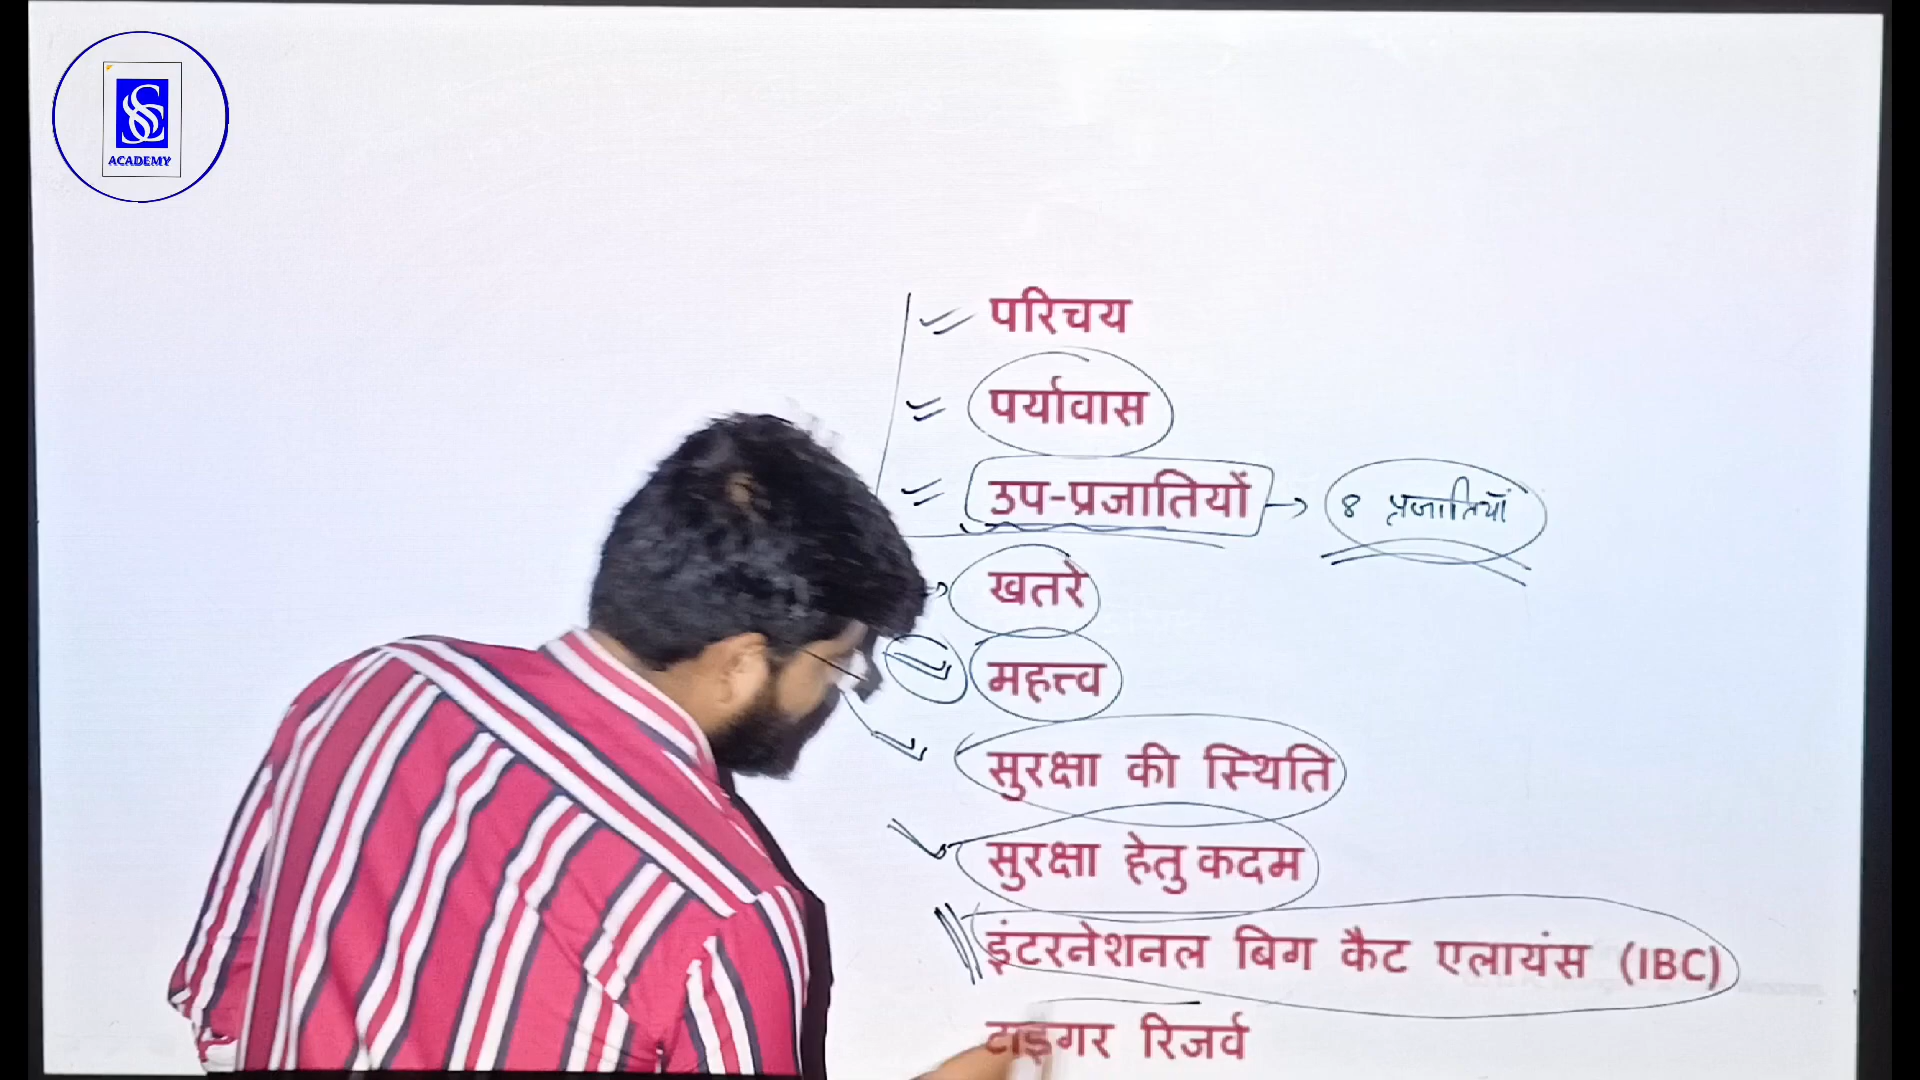 SSC
ACADEMY
परिचय
पर्यावास
उप-प्रजातियों → 8 प्रजातियाँ
खतरे
महत्त्व
सुरक्षा की स्थिति
सुरक्षा हेतु कदम
इंटरनेशनल बिग कैट एलायंस (IBC)
टाइगर रिजर्व